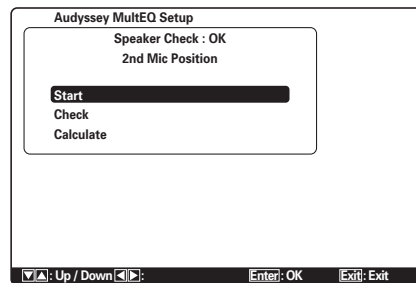 Audyssey MultEQ Setup
Speaker Check : OK
2nd Mic Position
Start
Check
Calculate
▼▲: Up / Down ◀▶: Enter: OK Exit: Exit